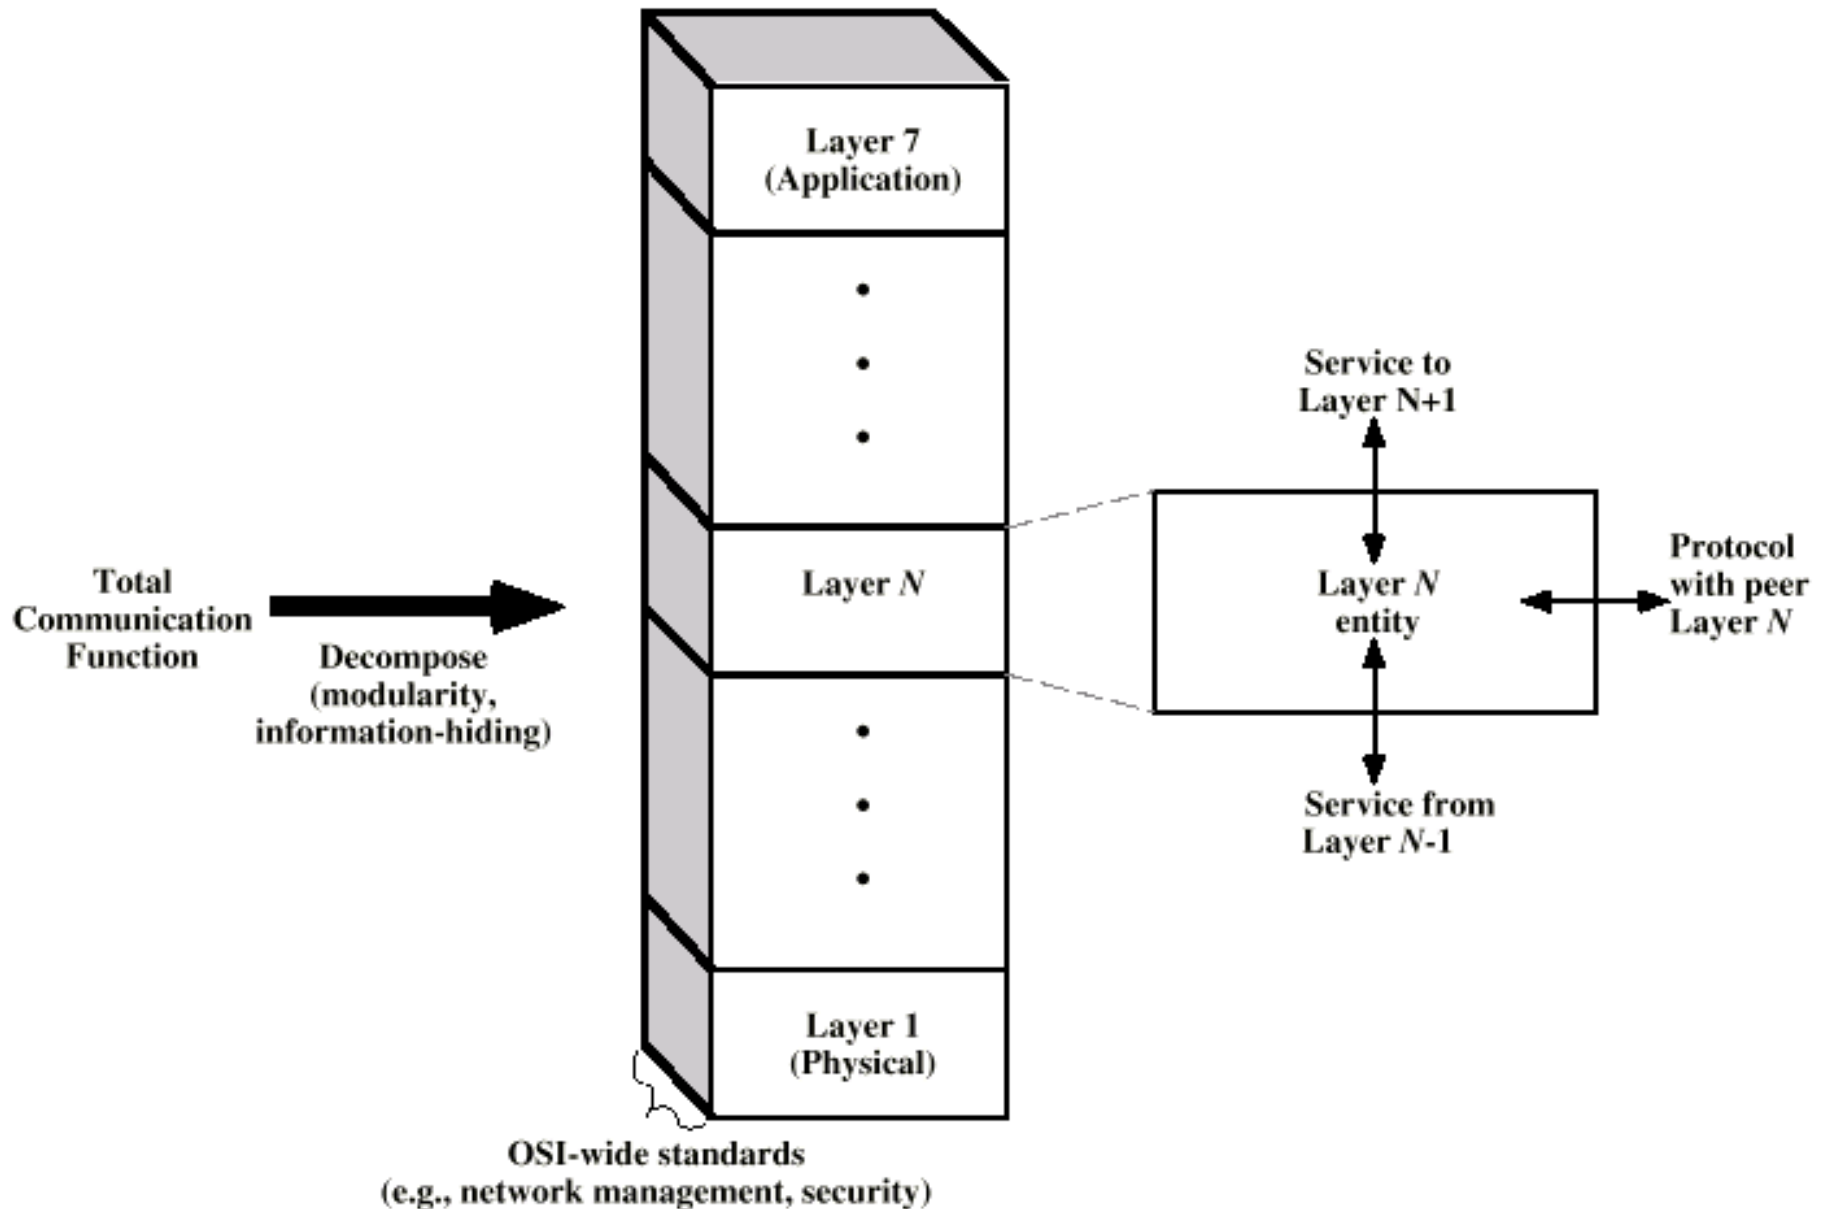 Layer 7
(Application)
Service to
Layer N+1
Total
Communication
Function
Decompose
(modularity,
information-hiding)
Layer N
Layer N
entity
Protocol
with peer
Layer N
Service from
Layer N-1
Layer 1
(Physical)
OSI-wide standards
(e.g., network management, security)